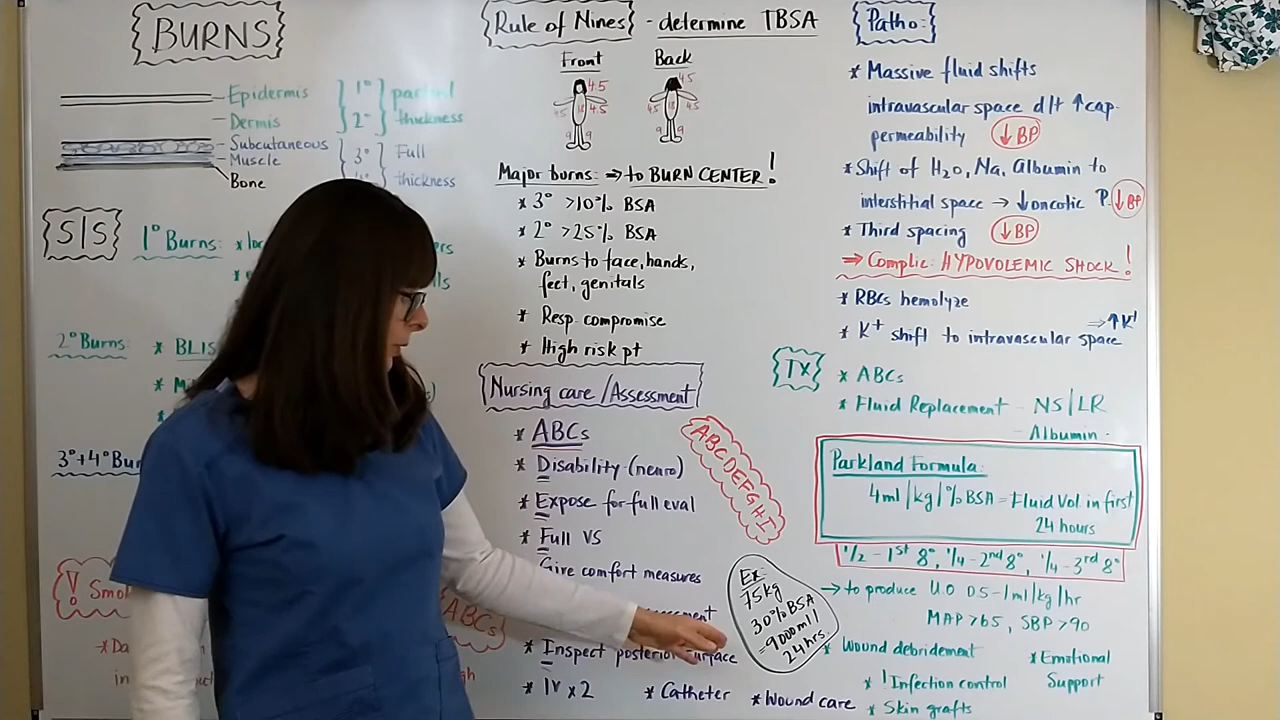 BURNS
Epidermis
Dermis
Subcutaneous
Muscle
Bone
1°
2°
partial
thickness
3°
Full
thickness
S/S
1° Burns:
2° Burns:
* BLIS
3°+4° Bur
! Smo
ABCs
Rule of Nines - determine TBSA
Front
Back
4.5
4.5
4.5
18
9
9
4.5
4.5
4.5
18
9
9
Major burns: ⇒ to BURN CENTER!
* 3° >10% BSA
* 2° >25% BSA
* Burns to face, hands,
feet, genitals
* Resp. compromise
* High risk pt
Nursing care/Assessment
* ABCs
* Disability (neuro)
* Expose for full eval
* Full VS
Give comfort measures
* Inspect posterior surface
* IV x 2
* Catheter
* Wound care
ABCDEFGHI
Ex:
75kg
30% BSA
=9000ml/
24hrs
Patho:
* Massive fluid shifts
intravascular space d/t ↑cap.
permeability ↓BP
* Shift of H2O, Na, Albumin to
interstitial space → ↓oncotic P. ↓BP
* Third spacing ↓BP
⇒ Complic: HYPOVOLEMIC SHOCK!
* RBCs hemolyze
* K+ shift to intravascular space ⇒↑K+
TX
* ABCs
* Fluid Replacement - NS/LR
- Albumin
Parkland Formula:
4ml/kg/%BSA = Fluid Vol. in first
24 hours
1/2 - 1st 8°, 1/4 - 2nd 8°, 1/4 - 3rd 8°
→ to produce U.O 0.5-1ml/kg/hr
MAP >65, SBP >90
* Wound debridement
* Emotional
Support
* ! Infection control
* Skin grafts